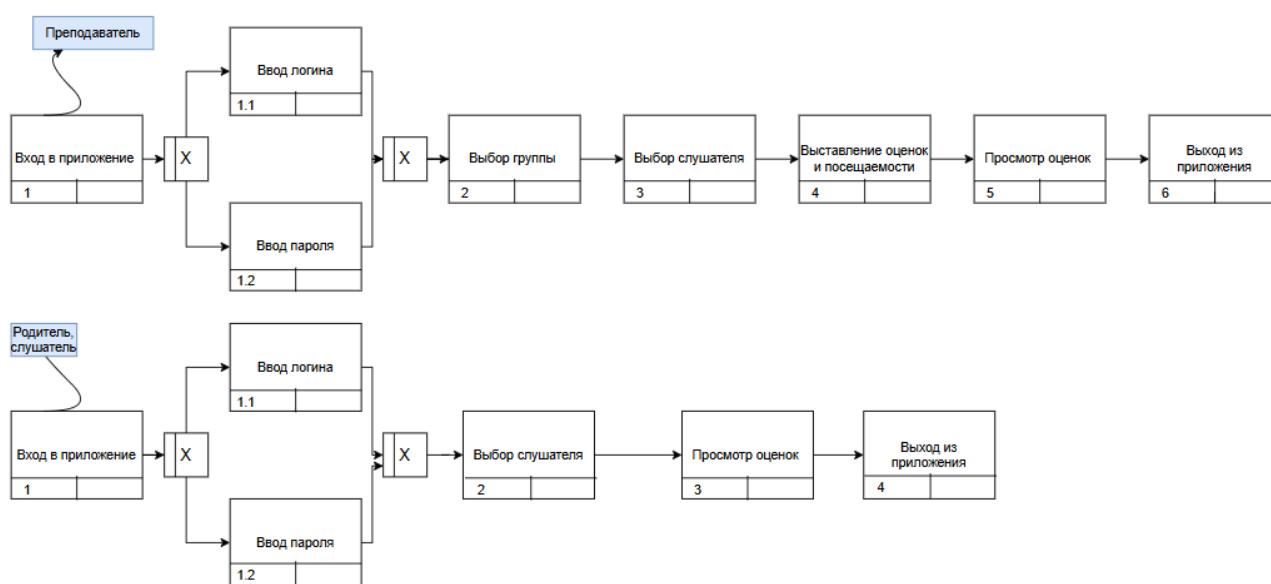 Преподаватель
Ввод логина
1.1
Вход в приложение
1
X
X
Выбор группы
2
Выбор слушателя
3
Выставление оценок
и посещаемости
4
Просмотр оценок
5
Выход из
приложения
6
Ввод пароля
1.2
Родитель,
слушатель
Ввод логина
1.1
Вход в приложение
1
X
X
Выбор слушателя
2
Просмотр оценок
3
Выход из
приложения
4
Ввод пароля
1.2